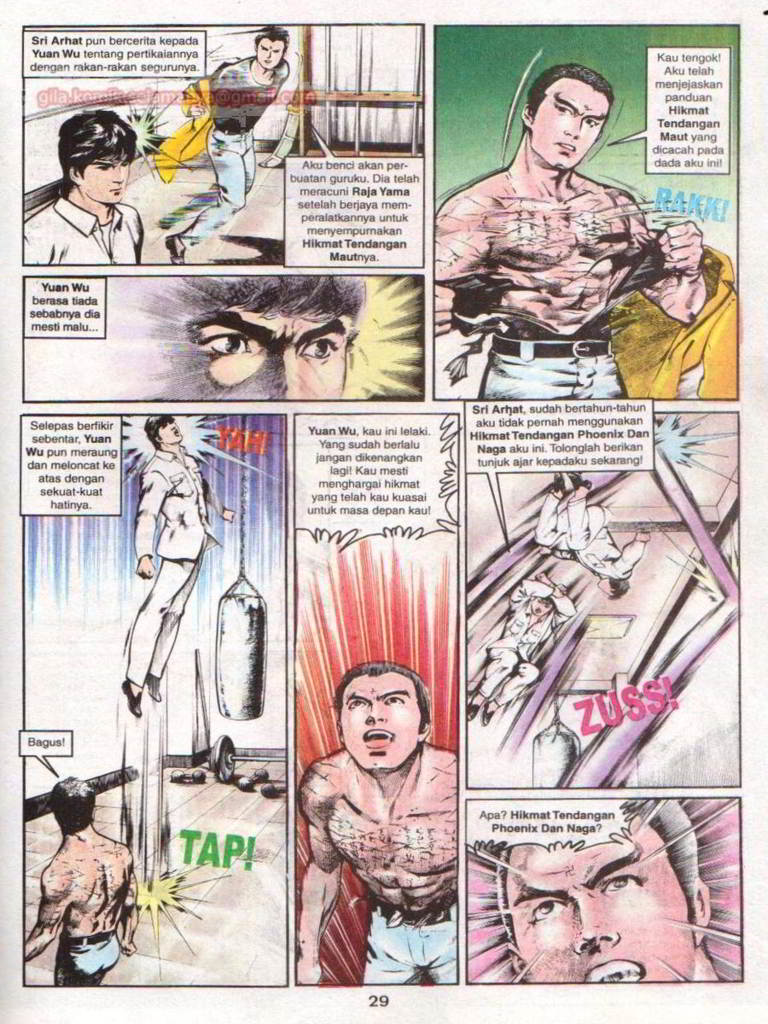 Sri Arhat pun bercerita kepada
Yuan Wu tentang pertikaiannya
dengan rakan-rakan segurunya.
Aku benci akan per-
buatan guruku. Dia telah
meracuni Raja Yama
setelah berjaya mem-
peralatkannya untuk
menyempurnakan
Hikmat Tendangan
Mautnya.
Kau tengok!
Aku telah
menjejaskan
panduan
Hikmat
Tendangan
Maut yang
dicacah pada
dada aku ini!
RAKK!
Yuan Wu
berasa tiada
sebabnya dia
mesti malu...
Selepas berfikir
sebentar, Yuan
Wu pun meraung
dan meloncat ke
atas dengan
sekuat-kuat
hatinya.
YAH!
Bagus!
TAP!
Yuan Wu, kau ini lelaki.
Yang sudah berlalu
jangan dikenangkan
lagi! Kau mesti
menghargai hikmat
yang telah kau kuasai
untuk masa depan kau!
Sri Arhat, sudah bertahun-tahun
aku tidak pernah menggunakan
Hikmat Tendangan Phoenix Dan
Naga aku ini. Tolonglah berikan
tunjuk ajar kepadaku sekarang!
ZUSS!
Apa? Hikmat Tendangan
Phoenix Dan Naga?
29